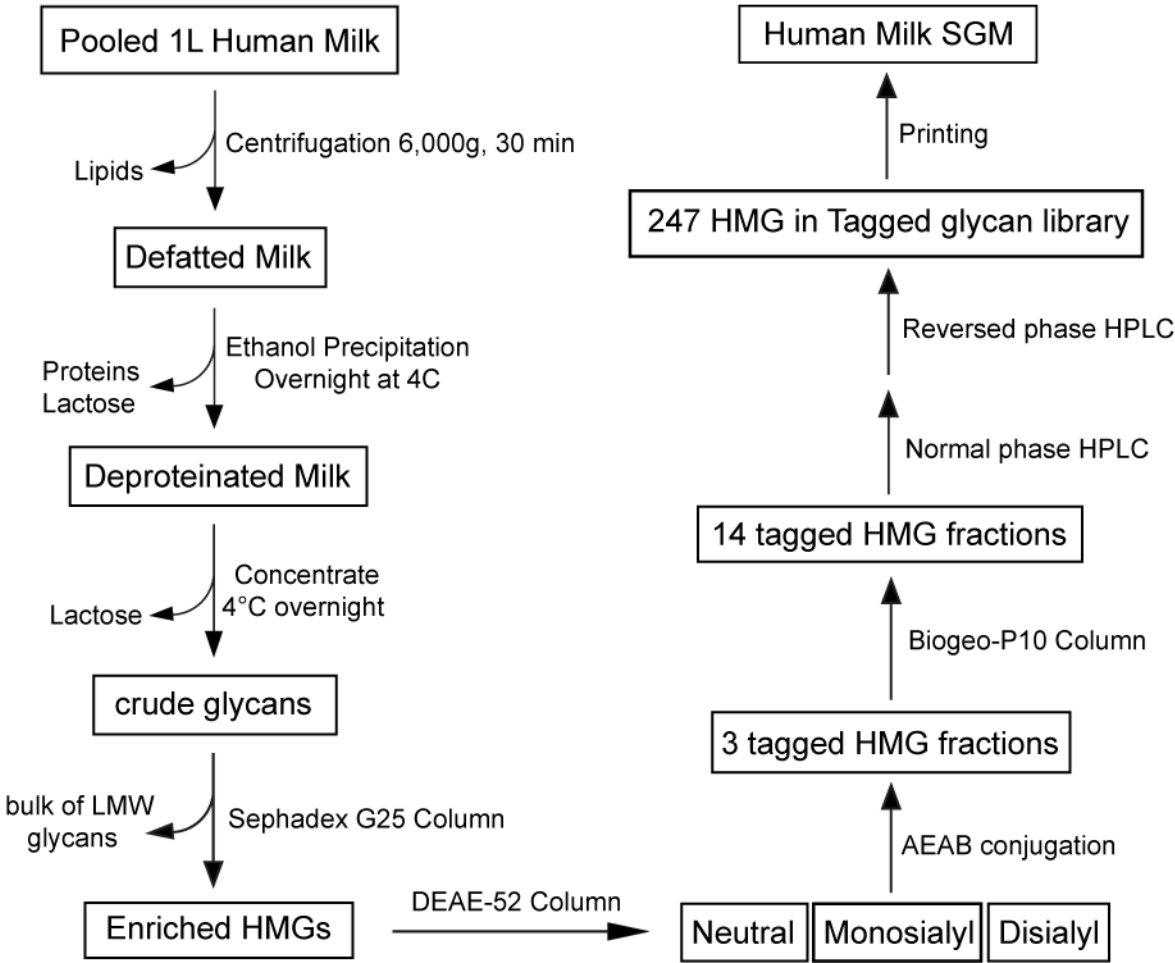 Pooled 1L Human Milk
Centrifugation 6,000g, 30 min
Lipids
Defatted Milk
Ethanol Precipitation
Overnight at 4C
Proteins
Lactose
Deproteinated Milk
Concentrate
4°C overnight
Lactose
crude glycans
bulk of LMW
glycans
Sephadex G25 Column
Enriched HMGs
DEAE-52 Column
Neutral
Monosialyl
Disialyl
AEAB conjugation
3 tagged HMG fractions
Biogeo-P10 Column
14 tagged HMG fractions
Normal phase HPLC
Reversed phase HPLC
247 HMG in Tagged glycan library
Printing
Human Milk SGM